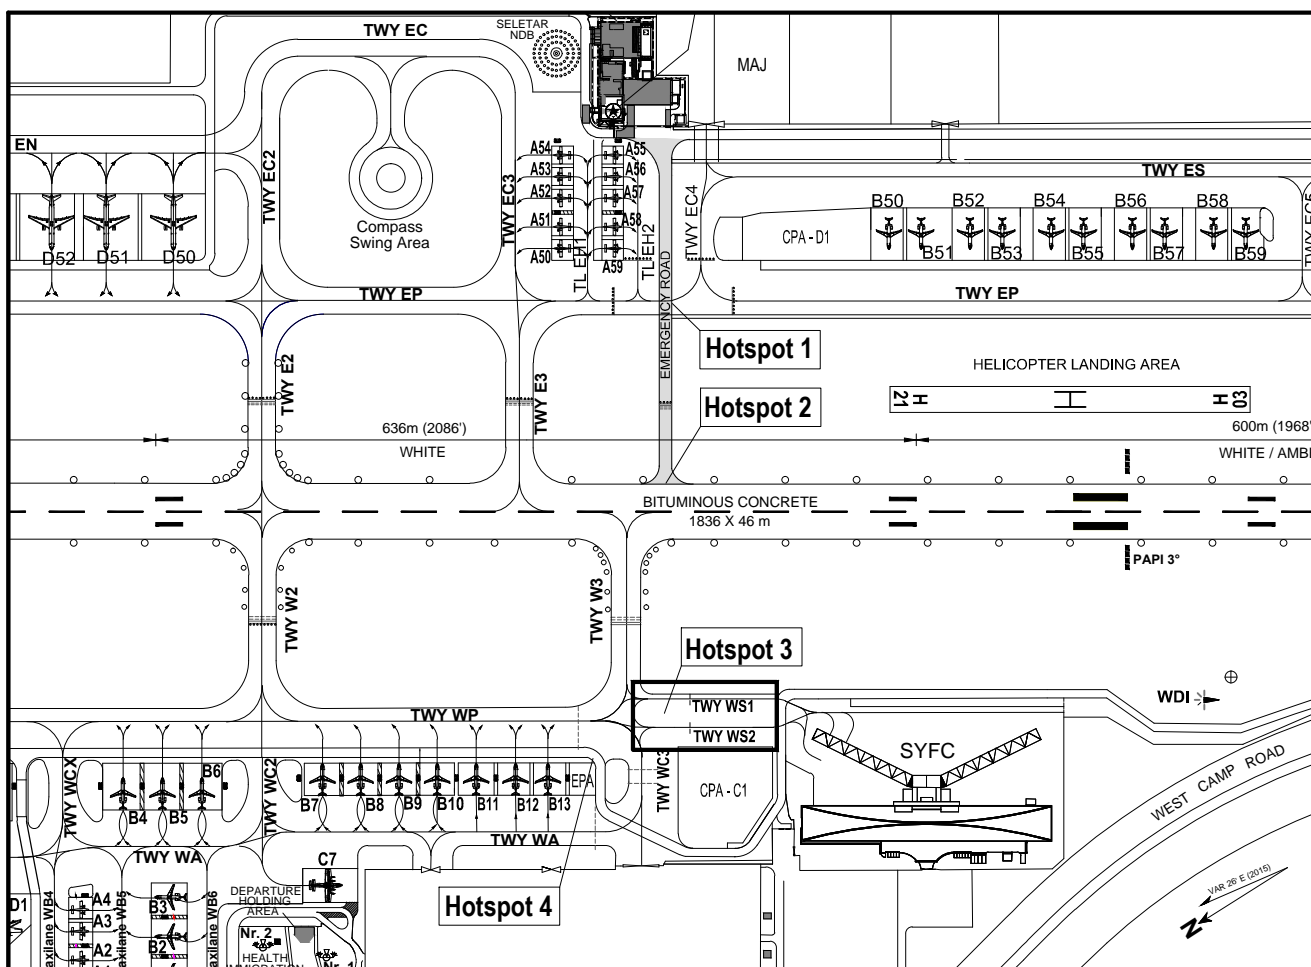 TWY EC
SELETAR
NDB
MAJ
EN
TWY EC2
TWY EC3
A54
A53
A52
A51
A50
A55
A56
A57
A58
A59
TL EH1
TL EH2
TWY EC4
TWY ES
TWY EC5
B50
B52
B54
B56
B58
B51
B53
B55
B57
B59
CPA - D1
D52
D51
D50
Compass
Swing Area
TWY EP
TWY EP
EMERGENCY ROAD
Hotspot 1
HELICOPTER LANDING AREA
TWY E2
TWY E3
Hotspot 2
21
H
H
H
03
636m (2086')
WHITE
600m (1968'
WHITE / AMB
BITUMINOUS CONCRETE
1836 X 46 m
PAPI 3°
TWY W2
TWY W3
Hotspot 3
WDI
TWY WP
TWY WS1
TWY WS2
SYFC
WEST CAMP ROAD
TWY WCX
B4
B5
B6
TWY WC2
B7
B8
B9
B10
B11
B12
B13
EPA
TWY WC3
CPA - C1
TWY WA
TWY WA
C7
Hotspot 4
DEPARTURE
HOLDING
AREA
Nr. 2
HEALTH
Nr. 1
D1
axilane WB4
A4
A3
A2
axilane WB5
B3
B2
axilane WB6
VAR 26' E (2015)
N